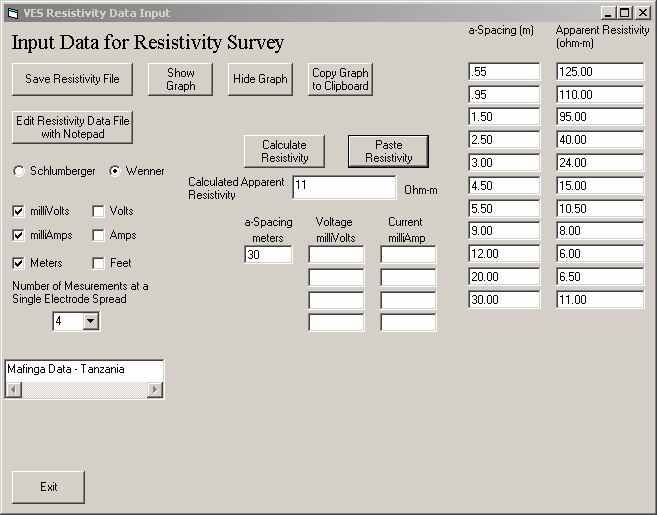 VES Resistivity Data Input
Input Data for Resistivity Survey
Save Resistivity File
Show
Graph
Hide Graph
Copy Graph
to Clipboard
Edit Resistivity Data File
with Notepad
Calculate
Resistivity
Paste
Resistivity
Schlumberger
Wenner
Calculated Apparent
Resistivity
11
Ohm-m
milliVolts
Volts
milliAmps
Amps
Meters
Feet
Number of Mesurements at a
Single Electrode Spread
4
a-Spacing
meters
30
Voltage
milliVolts
Current
milliAmp
Mafinga Data - Tanzania
Exit
a-Spacing (m)
Apparent Resistivity
(ohm-m)
.55 125.00
.95 110.00
1.50 95.00
2.50 40.00
3.00 24.00
4.50 15.00
5.50 10.50
9.00 8.00
12.00 6.00
20.00 6.50
30.00 11.00